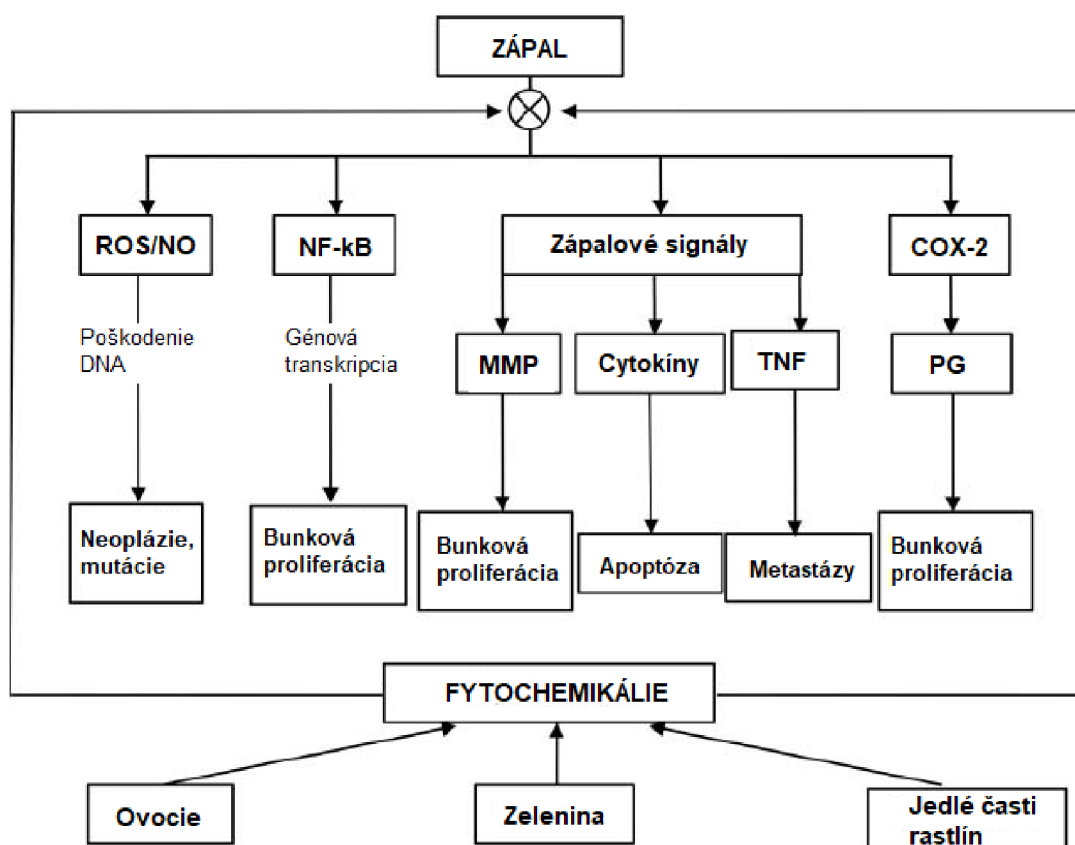 ZÁPAL
ROS/NO
NF-kB
Zápalové signály
COX-2
Poškodenie
DNA
Génová
transkripcia
MMP
Cytokíny
TNF
PG
Neoplázie,
mutácie
Bunková
proliferácia
Bunková
proliferácia
Apoptóza
Metastázy
Bunková
proliferácia
FYTOCHEMIKÁLIE
Ovocie
Zelenina
Jedlé časti
rastlín